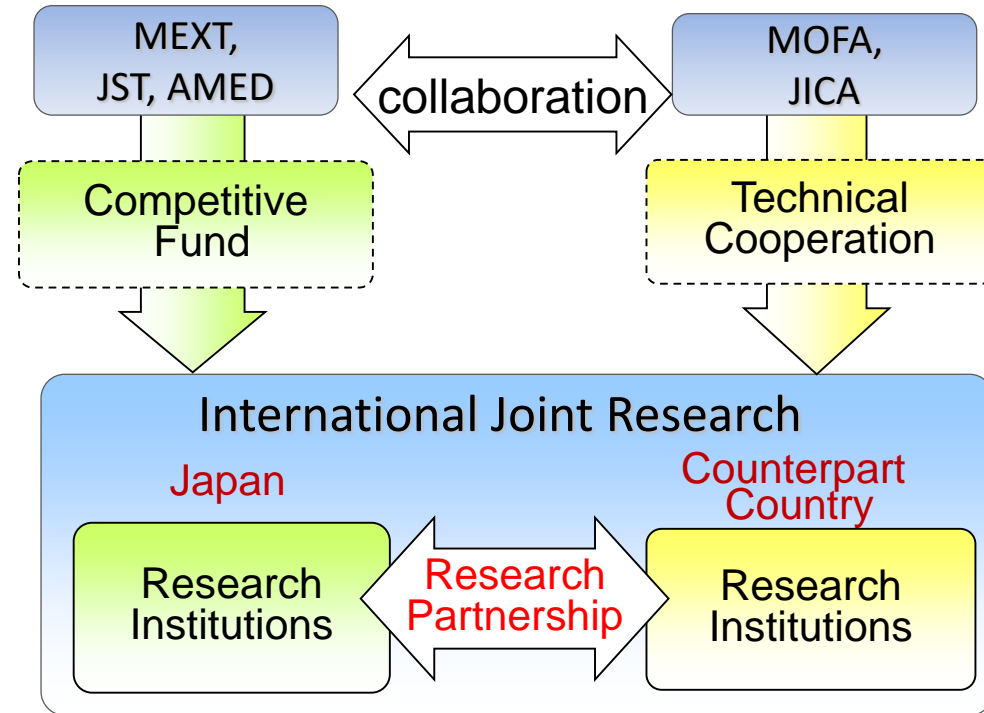 MEXT,
JST, AMED
collaboration
MOFA,
JICA
Competitive
Fund
Technical
Cooperation
International Joint Research
Japan
Counterpart
Country
Research
Institutions
Research
Partnership
Research
Institutions